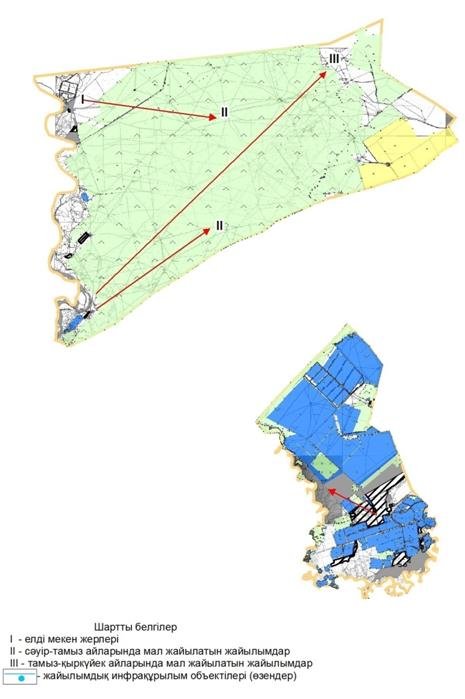 III
I
II
II
Шартты белгілер
I - елді мекен жерлері
II - сәуір-тамыз айларында мал жайылатын жайылымдар
III - тамыз-қыркүйек айларында мал жайылатын жайылымдар
- жайылымдық инфрақұрылым объектілері (өзендер)